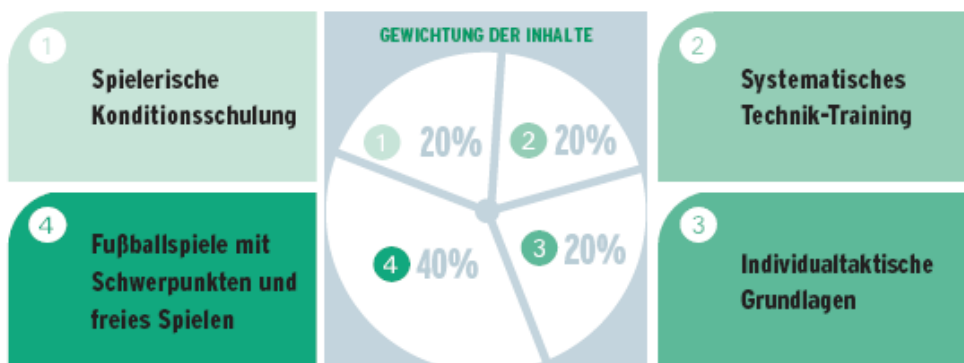 GEWICHTUNG DER INHALTE
1
Spielerische
Konditionsschulung
2
Systematisches
Technik-Training
1 20%
2 20%
4 40%
3 20%
4
Fußballspiele mit
Schwerpunkten und
freies Spielen
3
Individualtaktische
Grundlagen